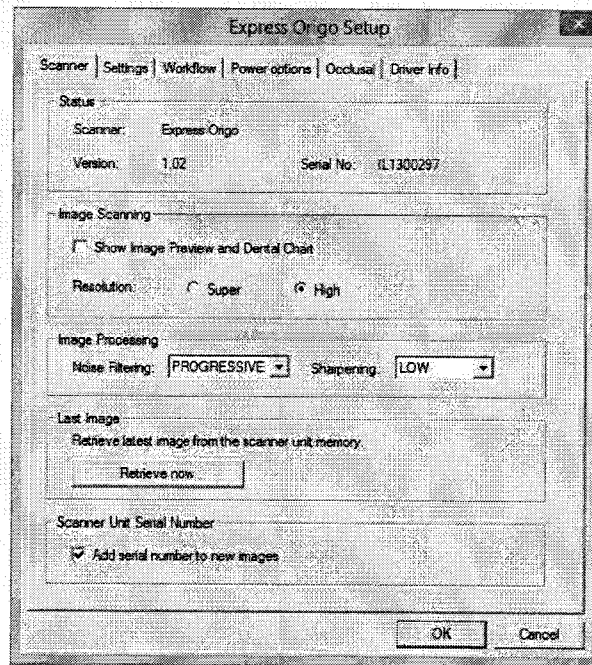 Express Origo Setup
Scanner Settings Workflow Power options Occlusal Driver Info
Status
Scanner: Express Origo
Version: 1.02 Serial No: IL1300297
Image Scanning
Show Image Preview and Dental Chart
Resolution: Super High
Image Processing
Noise Filtering: PROGRESSIVE Sharpening: LOW
Last Image
Retrieve latest image from the scanner unit memory.
Retrieve now
Scanner Unit Serial Number
Add serial number to new images
OK Cancel